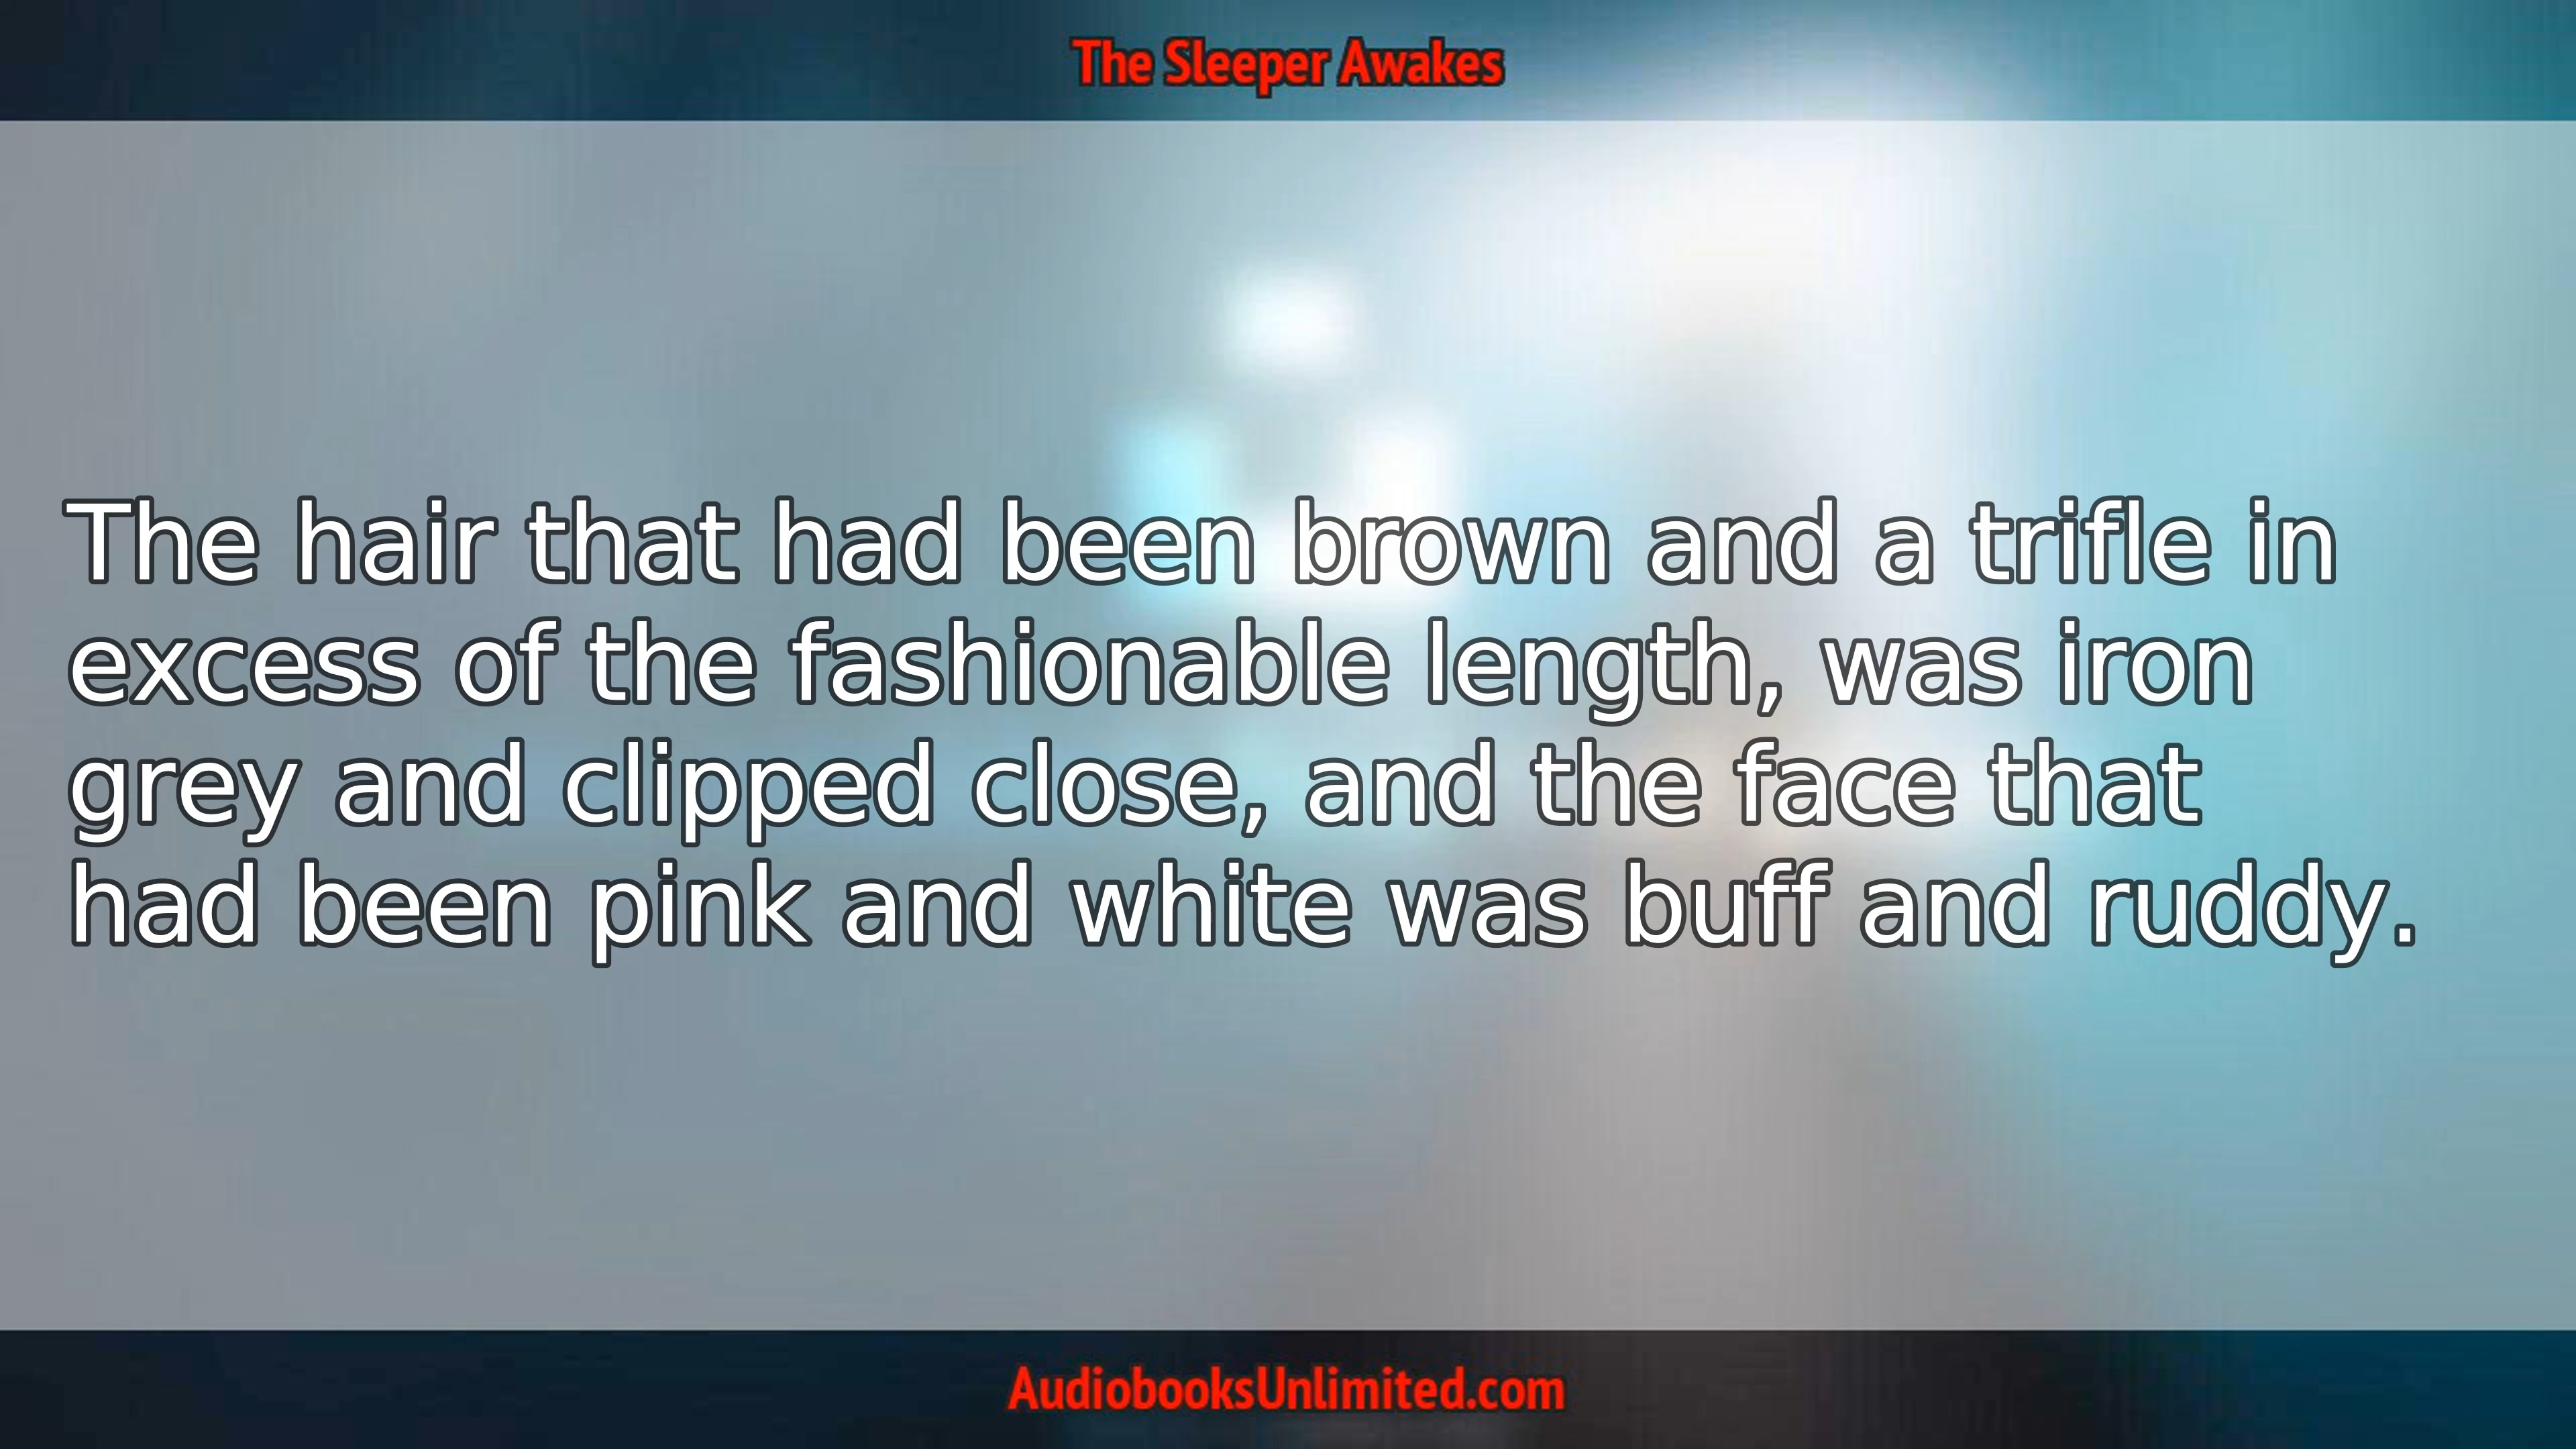 The Sleeper Awakes
The hair that had been brown and a trifle in
excess of the fashionable length, was iron
grey and clipped close, and the face that
had been pink and white was buff and ruddy.
AudiobooksUnlimited.com